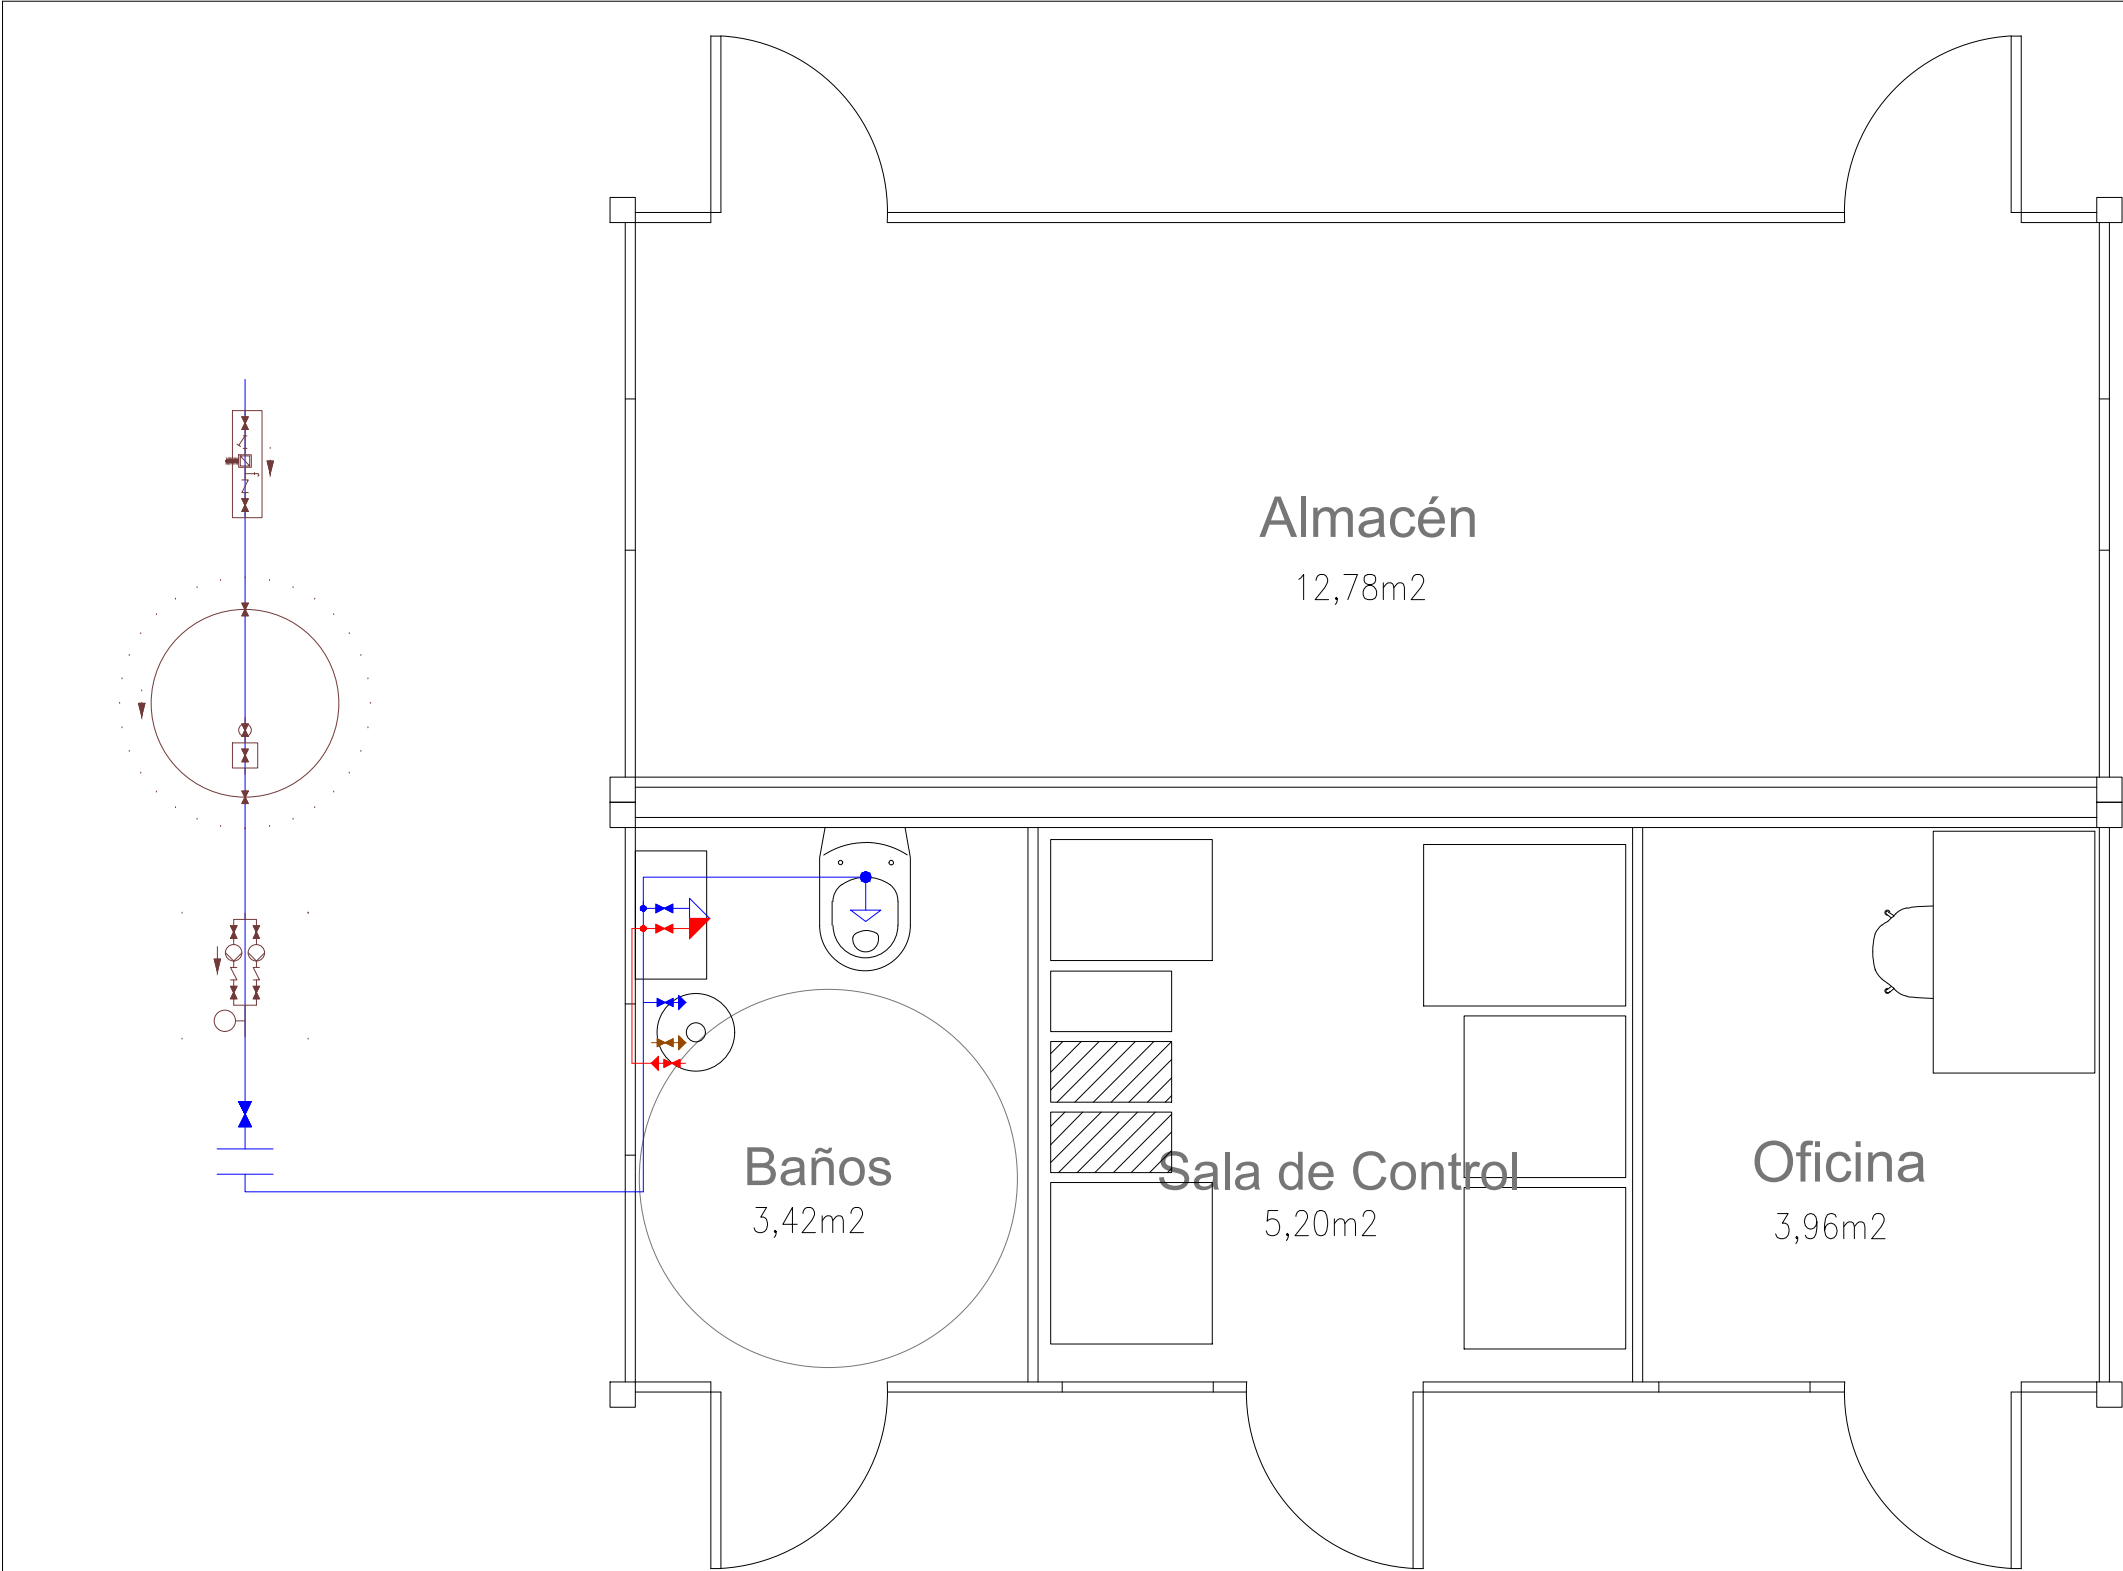 Almacén
12,78m2
Baños
3,42m2
Sala de Control
5,20m2
Oficina
3,96m2